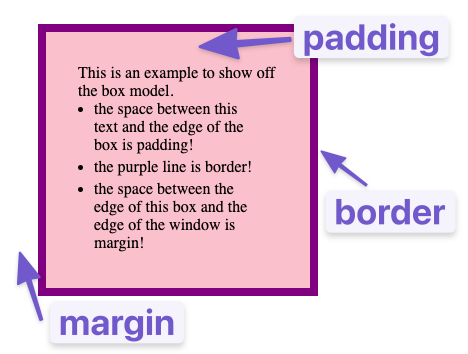 padding
This is an example to show off
the box model.
• the space between this
text and the edge of the
box is padding!
• the purple line is border!
• the space between the
edge of this box and the
edge of the window is
margin!
border
margin